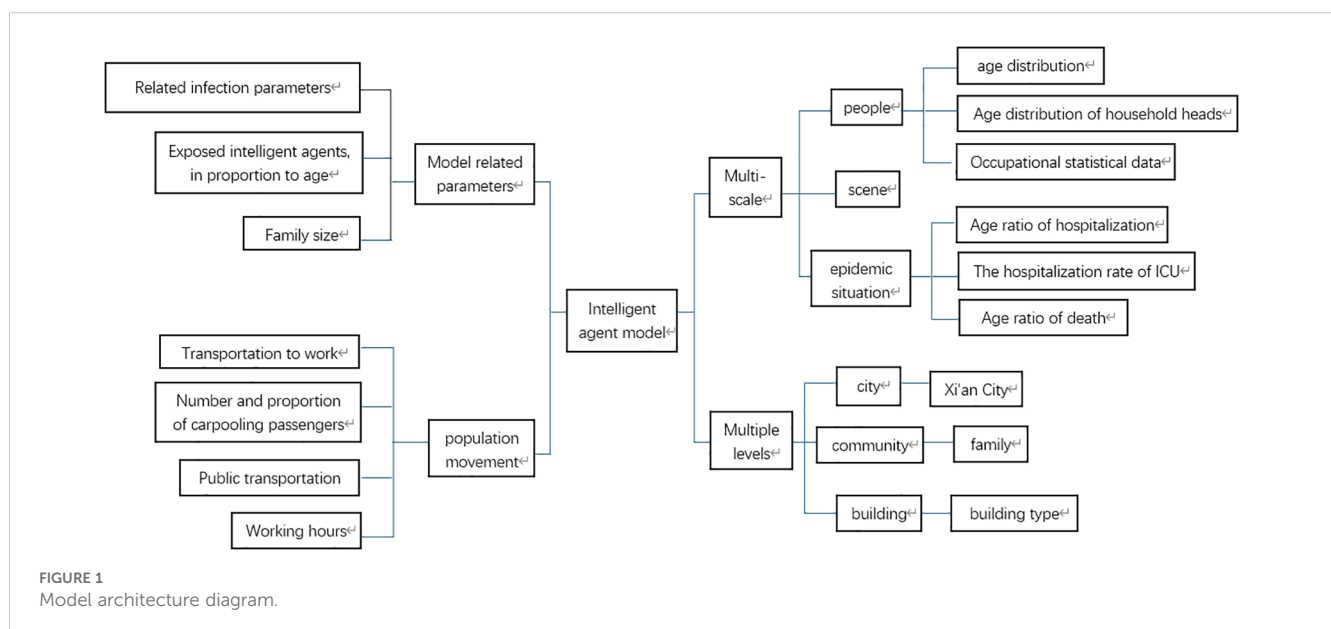 Related infection parameters↵
Exposed intelligent agents,
in proportion to age↵
Family size↵
Model related
parameters↵
Transportation to work↵
Number and proportion
of carpooling passengers↵
Public transportation
Working hours↵
population
movement↵
Intelligent
agent model↵
Multi-
scale↵
people↵
age distribution↵
Age distribution of household heads↵
Occupational statistical data↵
scene↵
epidemic
situation↵
Age ratio of hospitalization↵
The hospitalization rate of ICU↵
Age ratio of death↵
Multiple
levels↵
city↵
Xi'an City↵
community↵
family↵
building↵
building type↵
FIGURE 1
Model architecture diagram.